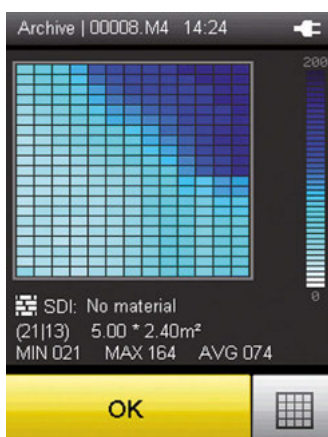 Archive | 00008.M4 14:24
200
0
SDI: No material
(21|13) 5.00 * 2.40m²
MIN 021 MAX 164 AVG 074
OK